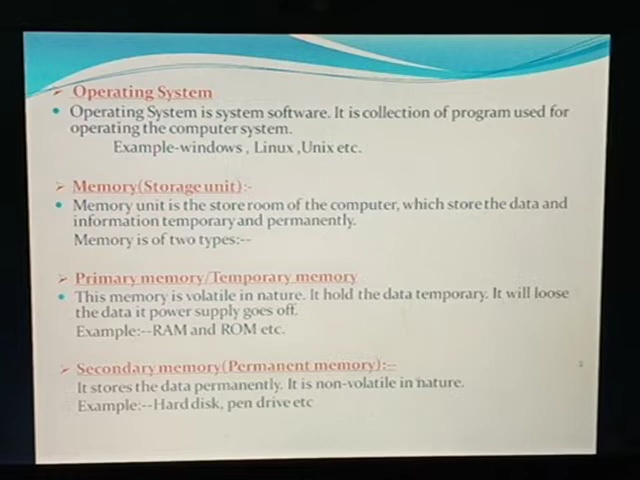 Operating System
Operating System is system software. It is collection of program used for
operating the computer system.
Example-windows , Linux ,Unix etc.
Memory(Storage unit):-
Memory unit is the store room of the computer, which store the data and
information temporary and permanently.
Memory is of two types:--
Primary memory/Temporary memory
This memory is volatile in nature. It hold the data temporary. It will loose
the data it power supply goes off.
Example:--RAM and ROM etc.
Secondary memory(Permanent memory):--
It stores the data permanently. It is non-volatile in nature.
Example:--Hard disk, pen drive etc